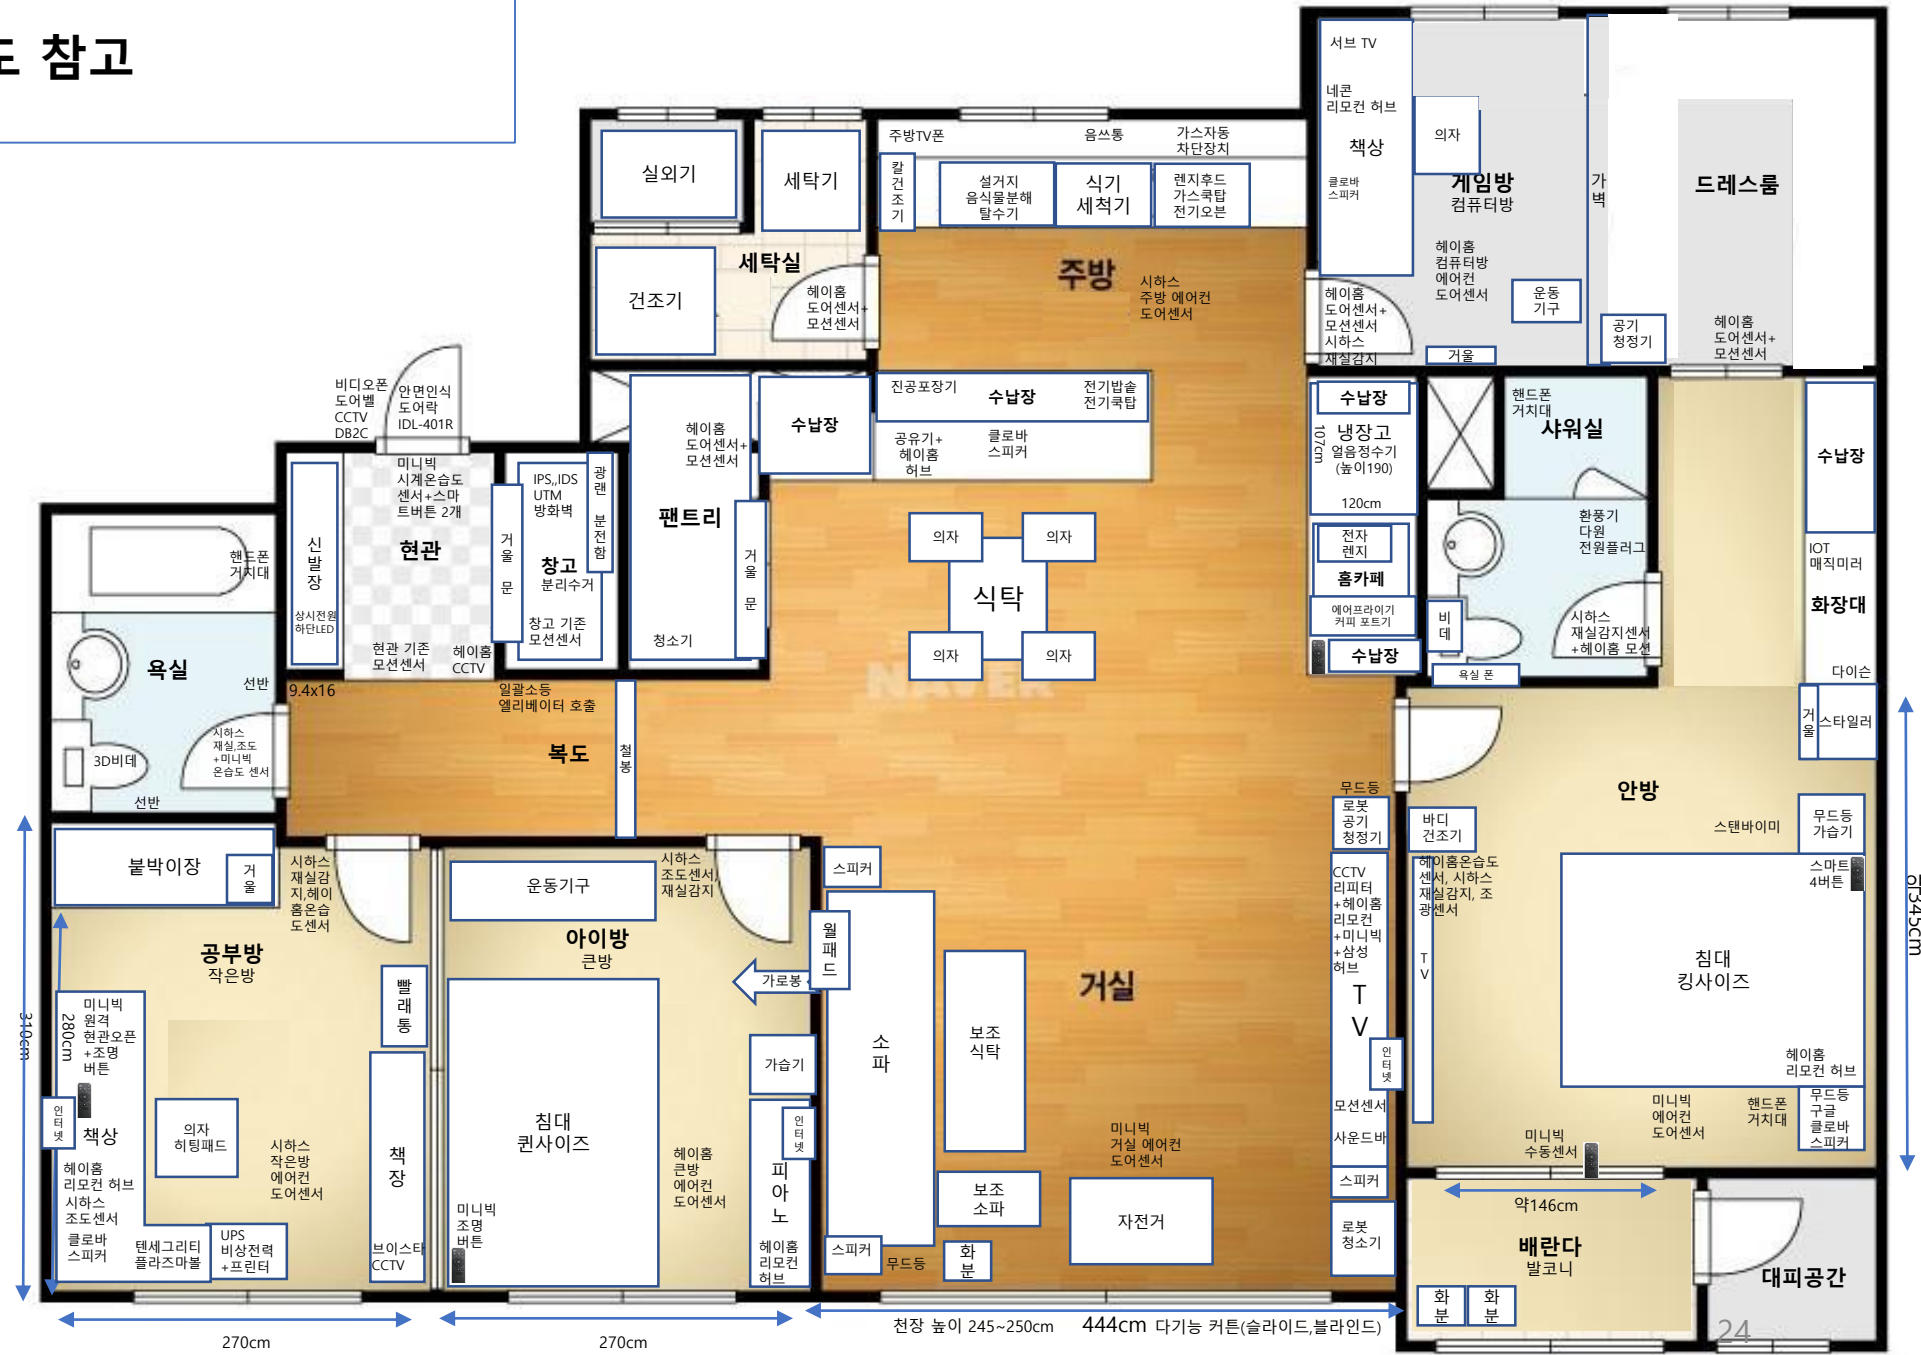 도 참고
서브 TV
네콘
리모컨 허브
책상
클로바
스피커
의자
게임방
컴퓨터방
헤이홈
컴퓨터방
에어컨
도어센서
운동
기구
가
벽
드레스룸
공기
청정기
헤이홈
도어센서+
모션센서
헤이홈
도어센서+
모션센서
시하스
재실감지
거울
실외기
세탁기
세탁실
건조기
헤이홈
도어센서+
모션센서
주방TV폰
음쓰통
가스자동
차단장치
칼
건
조
기
설거지
음식물분해
탈수기
식기
세척기
렌지후드
가스쿡탑
전기오븐
주방
시하스
주방 에어컨
도어센서
비디오폰
도어벨
CCTV
DB2C
안면인식
도어락
IDL-401R
진공포장기
수납장
전기밥솥
전기쿡탑
공유기+
헤이홈
허브
클로바
스피커
수납장
헤이홈
도어센서+
모션센서
팬트리
거
울
문
청소기
수납장
107cm
냉장고
얼음정수기
(높이190)
120cm
전자
렌지
홈카페
에어프라이기
커피 포트기
수납장
핸드폰
거치대
샤워실
환풍기
다원
전원플러그
비
데
시하스
재실감지센서
+헤이홈 모션
욕실 폰
수납장
IOT
매직미러
화장대
다이슨
거
울
스타일러
신
발
장
상시전원
하단LED
미니빅
시계온습도
센서+스마
트버튼 2개
현관
현관 기존
모션센서
헤이홈
CCTV
거
울
문
IPS,,IDS
UTM
방화벽
창고
분리수거
창고 기존
모션센서
광
랜
분
전
함
핸드폰
거치대
욕실
선반
3D비데
시하스
재실,조도
+미니빅
온습도 센서
선반
9.4x16
일괄소등
엘리베이터 호출
복도
철
봉
의자
의자
식탁
의자
의자
NAVER
안방
바디
건조기
스탠바이미
무드등
가습기
헤이홈온습도
센서, 시하스
재실감지, 조
광센서
T
V
스마트
4버튼
침대
킹사이즈
헤이홈
리모컨 허브
미니빅
에어컨
도어센서
핸드폰
거치대
무드등
구글
클로바
스피커
미니빅
수동센서
약345cm
약146cm
배란다
발코니
화
분
화
분
대피공간
무드등
로봇
공기
청정기
CCTV
리피터
+헤이홈
리모컨
+미니빅
+삼성
허브
T
V
인
터
넷
모션센서
사운드바
스피커
로봇
청소기
스피커
월
패
드
소
파
보조
식탁
거실
미니빅
거실 에어컨
도어센서
보조
소파
자전거
스피커
무드등
화
분
붙박이장
거
울
시하스
재실감
지,헤이
홈온습
도센서
공부방
작은방
빨
래
통
310cm
280cm
미니빅
원격
현관오픈
+조명
버튼
인
터
넷
책상
의자
히팅패드
헤이홈
리모컨 허브
시하스
조도센서
클로바
스피커
텐세그리티
플라즈마볼
UPS
비상전력
+프린터
시하스
작은방
에어컨
도어센서
책
장
브이스타
CCTV
운동기구
시하스
조도센서,
재실감지
아이방
큰방
가로봉
침대
퀸사이즈
가습기
인
터
넷
피
아
노
헤이홈
리모컨
허브
헤이홈
큰방
에어컨
도어센서
미니빅
조명
버튼
270cm
270cm
천장 높이 245~250cm
444cm 다기능 커튼(슬라이드,블라인드)
24